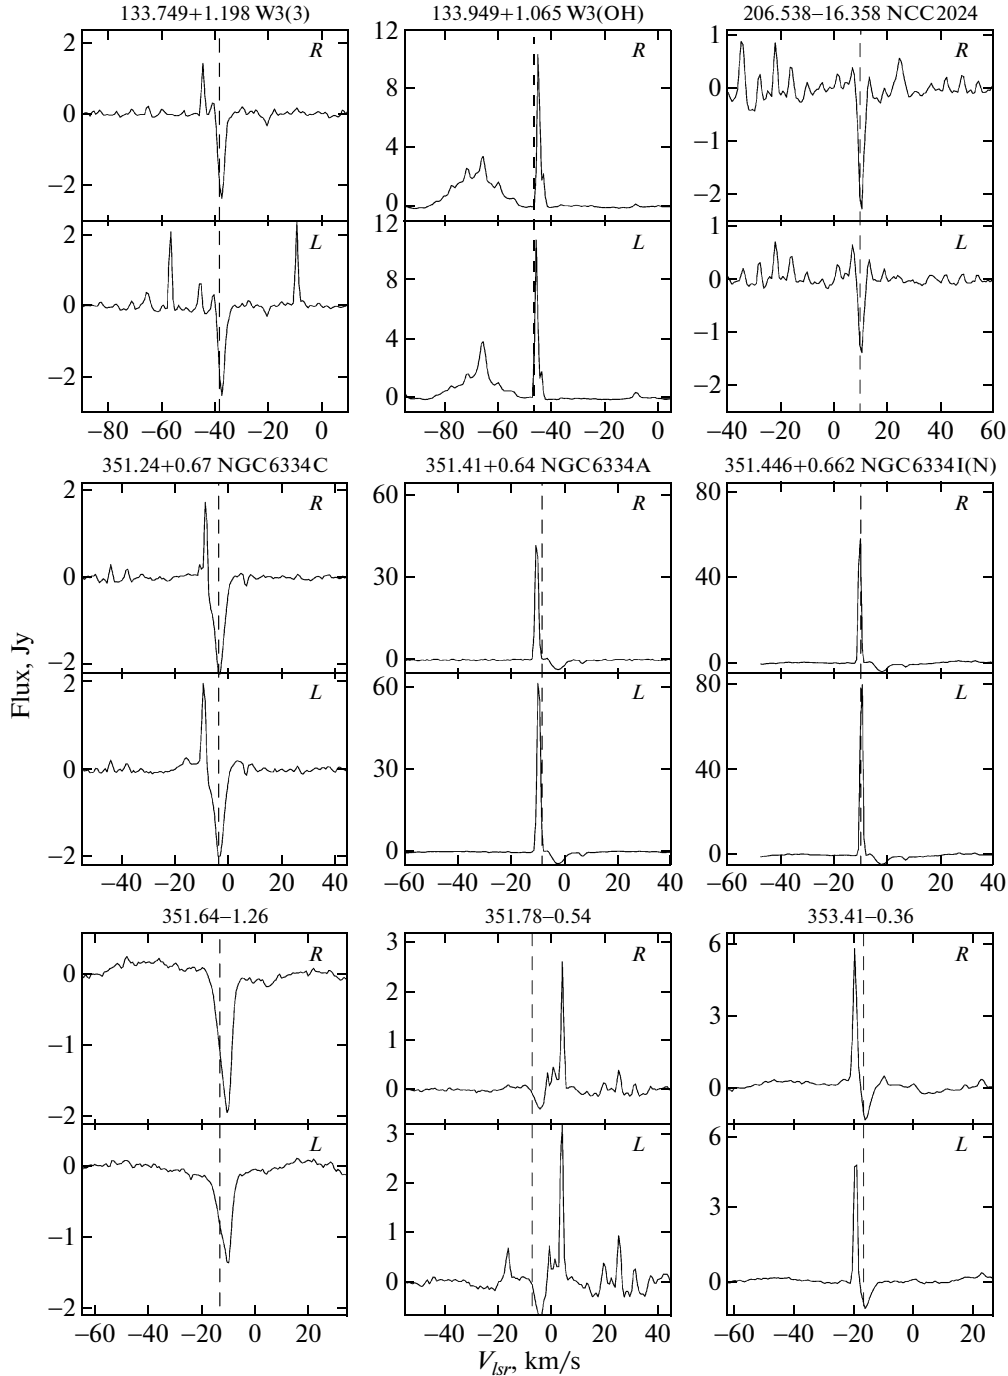 133.749+1.198 W3(3)
133.949+1.065 W3(OH)
206.538−16.358 NCC2024
2
0
−2
R
12
8
4
0
R
1
0
−1
−2
R
2
0
−2
L
12
8
4
0
L
1
0
−1
−2
L
−80 −60 −40 −20 0
−80 −60 −40 −20 0
−40 −20 0 20 40 60
351.24+0.67 NGC6334C
351.41+0.64 NGC6334A
351.446+0.662 NGC6334I(N)
2
0
−2
R
60
30
0
R
80
40
0
R
Flux, Jy
2
0
−2
L
60
30
0
L
80
40
0
L
−40 −20 0 20 40
−60 −40 −20 0 20 40
−60 −40 −20 0 20 40
351.64−1.26
351.78−0.54
353.41−0.36
0
−1
−2
R
3
2
1
0
R
6
3
0
R
0
−1
−2
L
3
2
1
0
L
6
3
0
L
−60 −40 −20 0 20
−40 −20 0 20 40
−60 −40 −20 0 20
Vlsr, km/s